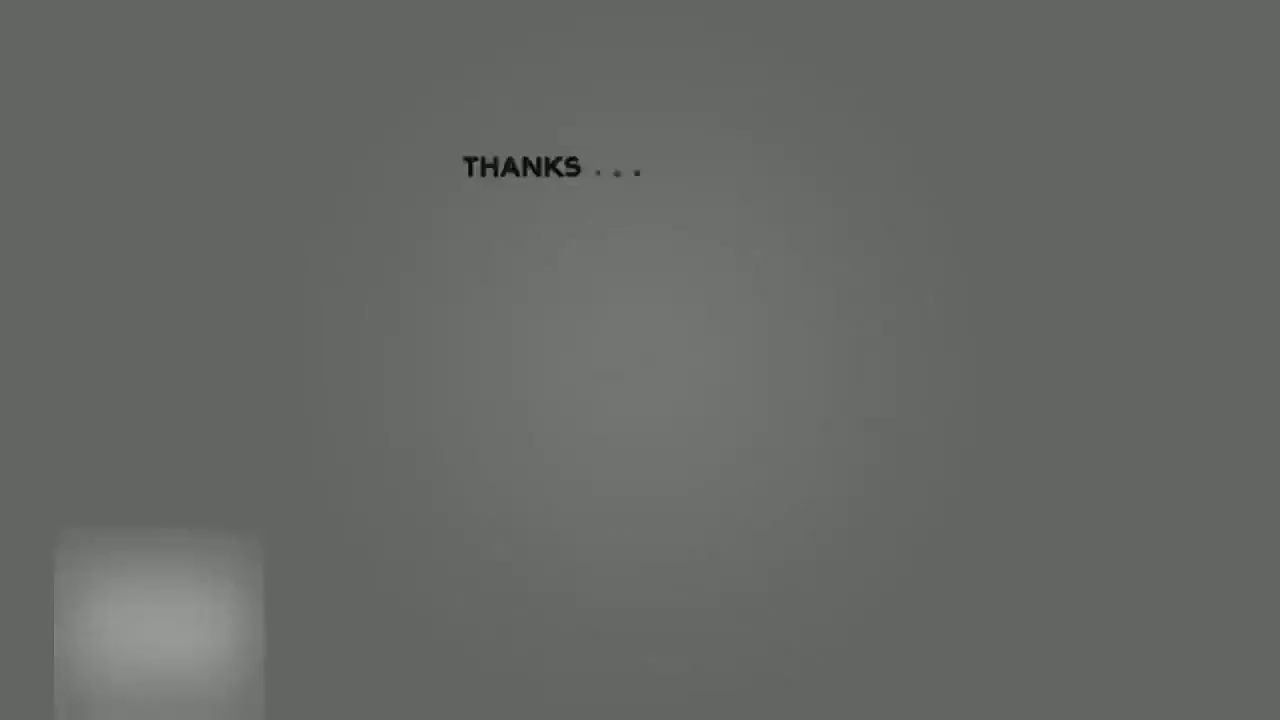 THANKS . . .